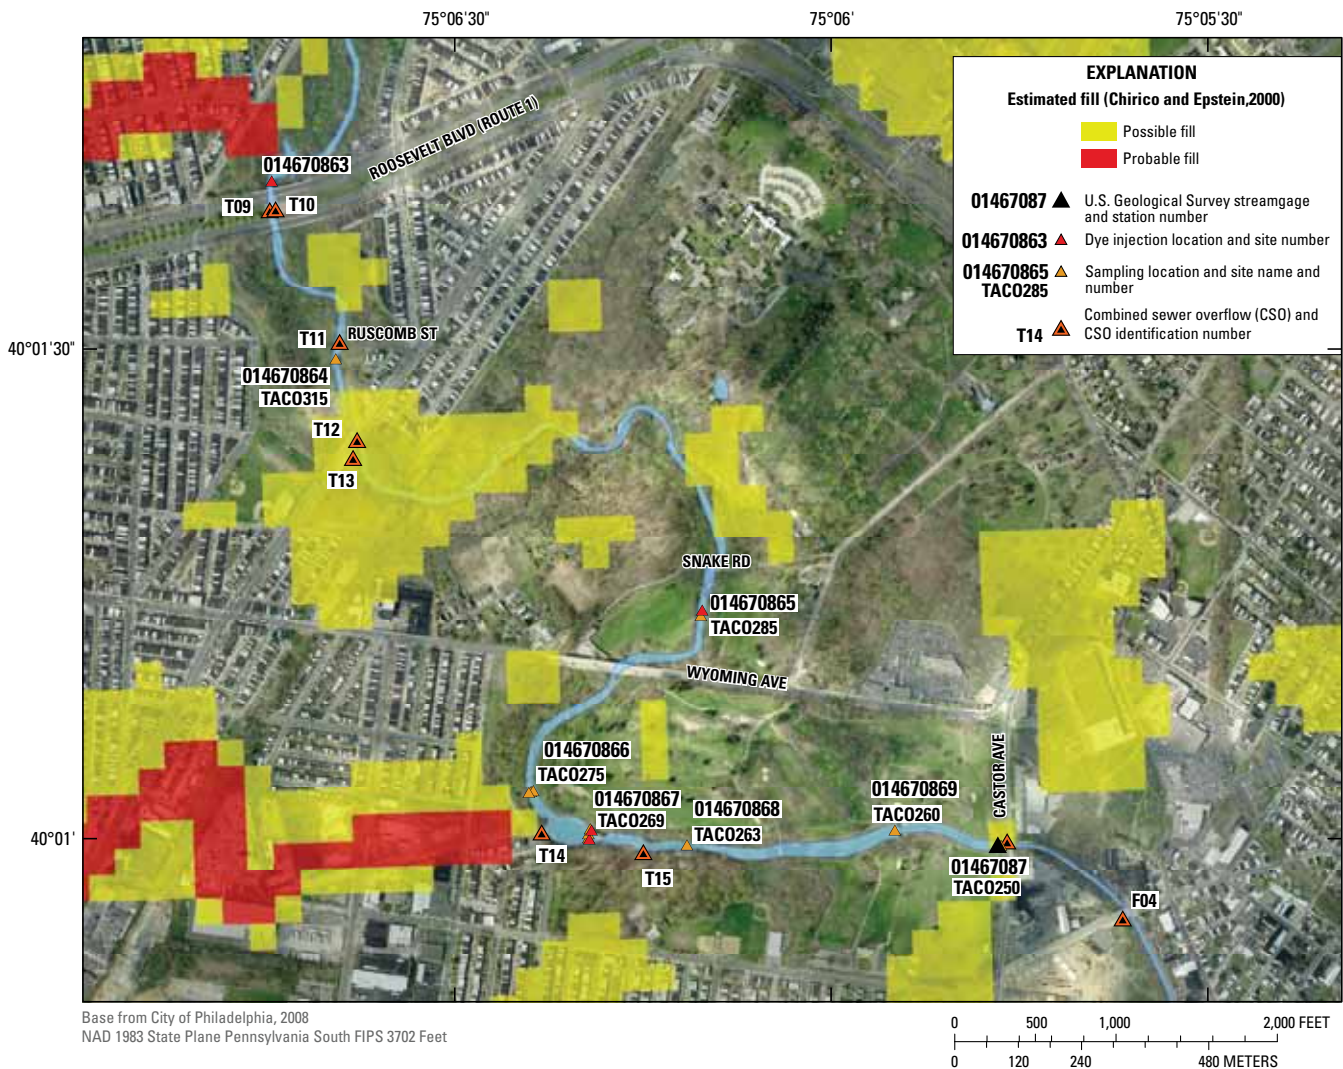 75°06'30"
75°06'
75°05'30"
EXPLANATION
Estimated fill (Chirico and Epstein,2000)
Possible fill
Probable fill
01467087
U.S. Geological Survey streamgage
and station number
014670863
Dye injection location and site number
014670865
TACO285
Sampling location and site name and
number
T14
Combined sewer overflow (CSO) and
CSO identification number
ROOSEVELT BLVD (ROUTE 1)
014670863
T09
T10
T11
RUSCOMB ST
40°01'30"
014670864
TACO315
T12
T13
SNAKE RD
014670865
TACO285
WYOMING AVE
014670866
TACO275
CASTOR AVE
014670867
TACO269
014670868
TACO263
014670869
TACO260
40°01'
T14
T15
01467087
TACO250
F04
Base from City of Philadelphia, 2008
NAD 1983 State Plane Pennsylvania South FIPS 3702 Feet
0 500 1,000 2,000 FEET
0 120 240 480 METERS